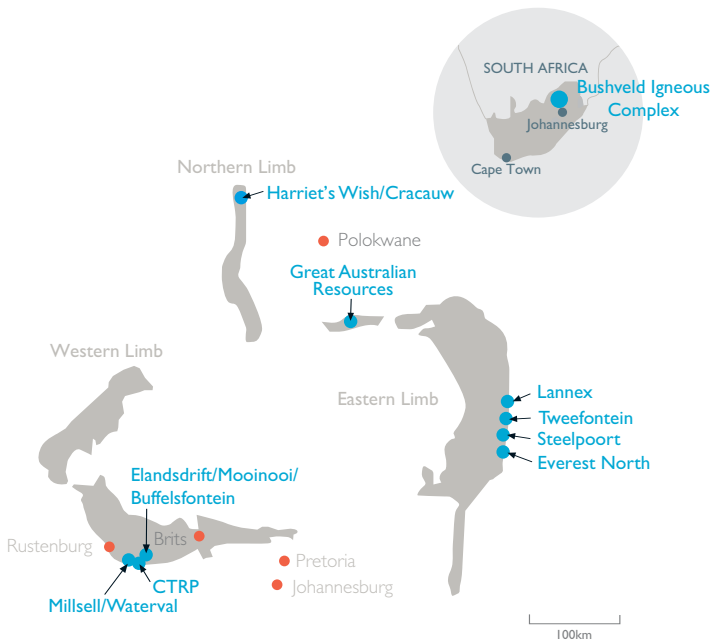 SOUTH AFRICA
Bushveld Igneous
Complex
Johannesburg
Cape Town
Northern Limb
Harriet's Wish/Cracauw
Polokwane
Great Australian
Resources
Western Limb
Eastern Limb
Lannex
Tweefontein
Steelpoort
Everest North
Elandsdrift/Mooinooi/
Buffelsfontein
Rustenburg
Brits
Pretoria
CTRP
Johannesburg
Millsell/Waterval
100km